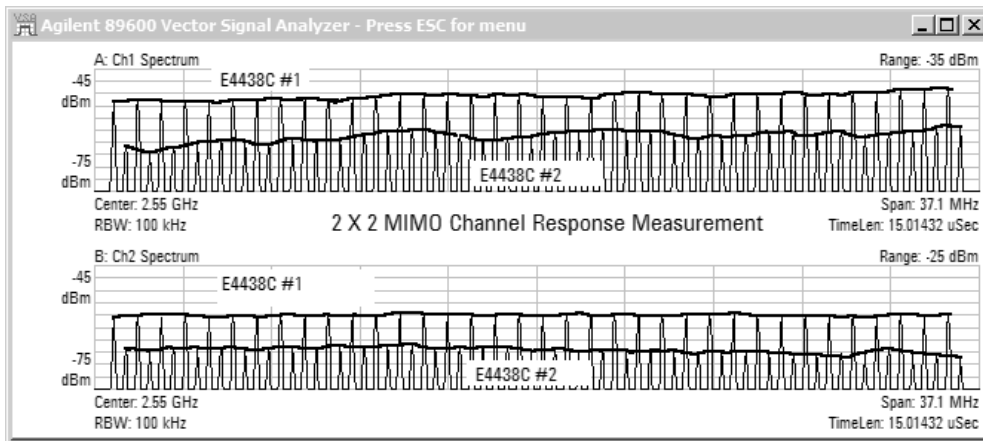 VSA Agilent 89600 Vector Signal Analyzer - Press ESC for menu
A: Ch1 Spectrum Range: -35 dBm
-45
E4438C #1
dBm
-75
E4438C #2
dBm
Center: 2.55 GHz Span: 37.1 MHz
RBW: 100 kHz 2 X 2 MIMO Channel Response Measurement TimeLen: 15.01432 uSec
B: Ch2 Spectrum Range: -25 dBm
-45
E4438C #1
dBm
-75
E4438C #2
dBm
Center: 2.55 GHz Span: 37.1 MHz
RBW: 100 kHz TimeLen: 15.01432 uSec